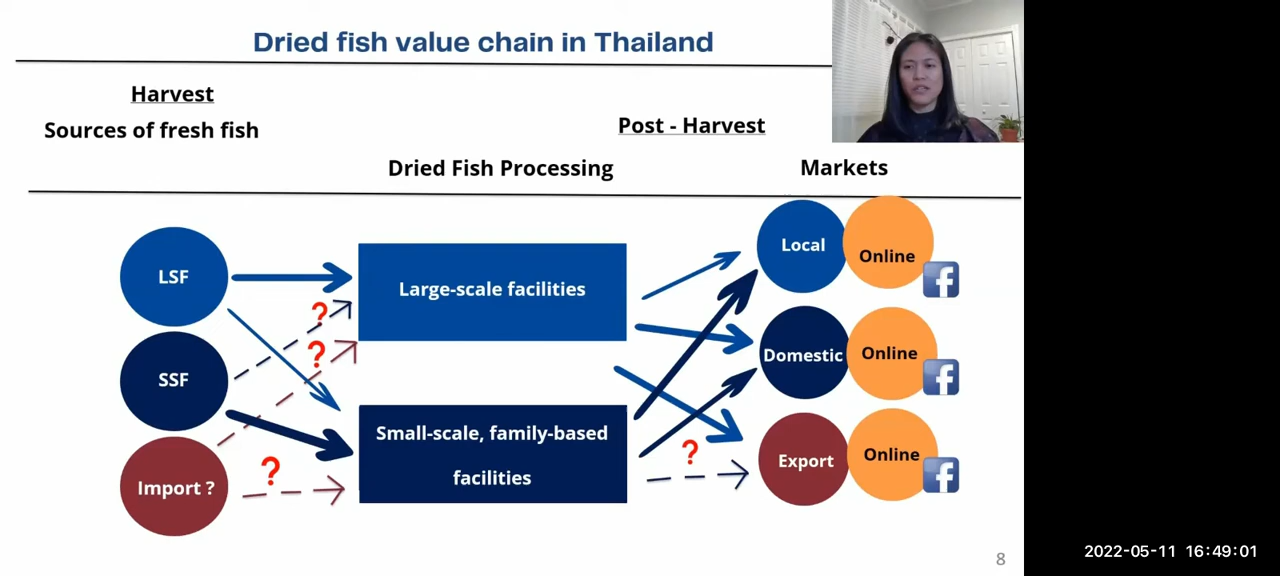 Dried fish value chain in Thailand
Harvest
Sources of fresh fish
Post - Harvest
Dried Fish Processing
Markets
LSF
SSF
Import ?
?
?
?
Large-scale facilities
Small-scale, family-based
facilities
?
Local
Online
f
Domestic
Online
f
Export
Online
f
8
2022-05-11 16:49:01